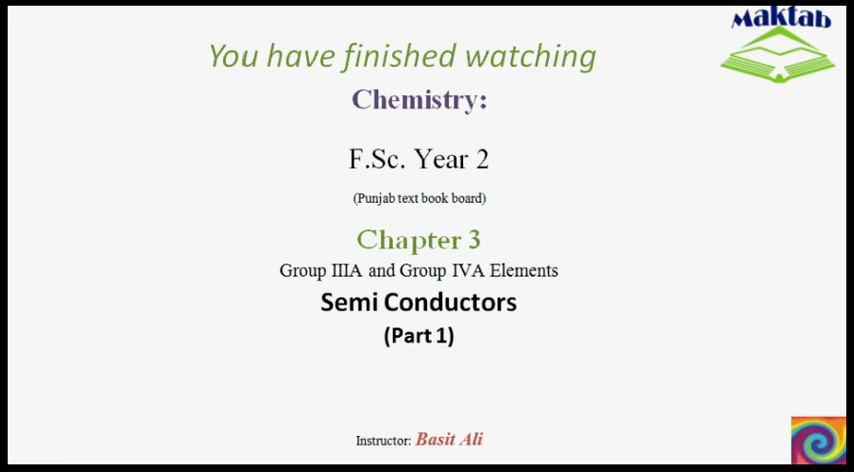 Maktab
You have finished watching
Chemistry:
F.Sc. Year 2
(Punjab text book board)
Chapter 3
Group IIIA and Group IVA Elements
Semi Conductors
(Part 1)
Instructor: Basit Ali